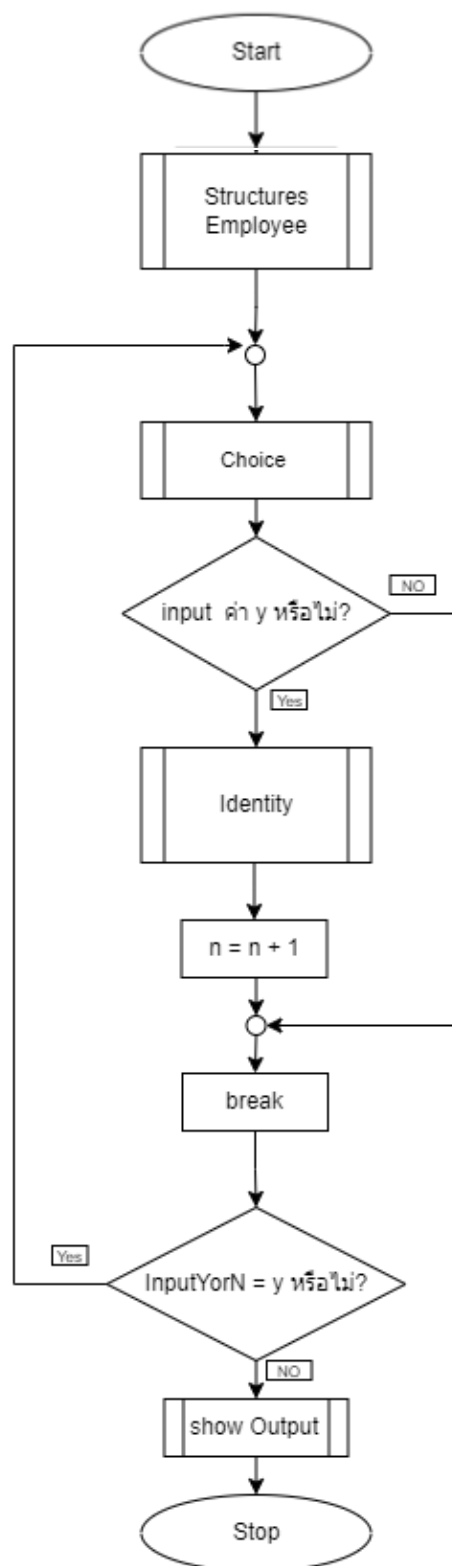 Start
Structures
Employee
Choice
input ค่า y หรือไม่?
NO
Yes
Identity
n = n + 1
break
Yes
InputYorN = y หรือไม่?
NO
show Output
Stop